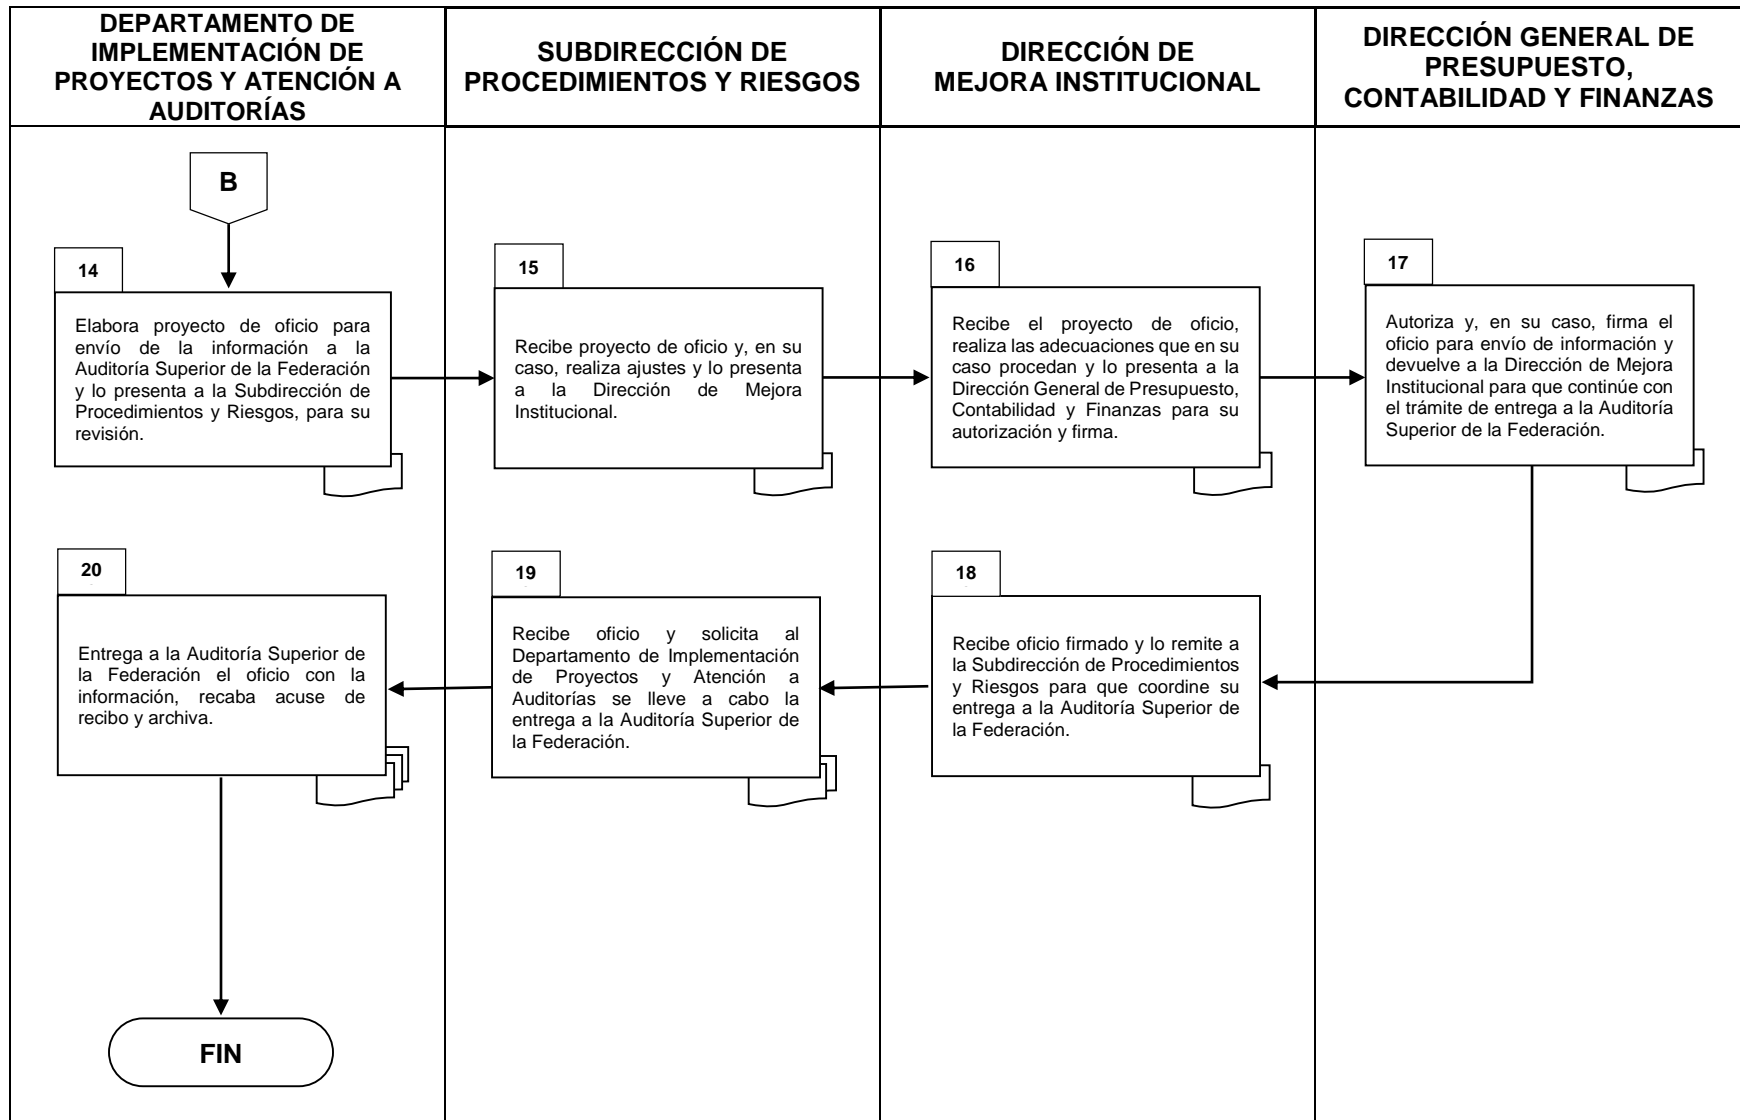 DEPARTAMENTO DE
IMPLEMENTACIÓN DE
PROYECTOS Y ATENCIÓN A
AUDITORÍAS
SUBDIRECCIÓN DE
PROCEDIMIENTOS Y RIESGOS
DIRECCIÓN DE
MEJORA INSTITUCIONAL
DIRECCIÓN GENERAL DE
PRESUPUESTO,
CONTABILIDAD Y FINANZAS
B
14
Elabora proyecto de oficio para
envío de la información a la
Auditoría Superior de la Federación
y lo presenta a la Subdirección de
Procedimientos y Riesgos, para su
revisión.
15
Recibe proyecto de oficio y, en su
caso, realiza ajustes y lo presenta
a la Dirección de Mejora
Institucional.
16
Recibe el proyecto de oficio,
realiza las adecuaciones que en su
caso procedan y lo presenta a la
Dirección General de Presupuesto,
Contabilidad y Finanzas para su
autorización y firma.
17
Autoriza y, en su caso, firma el
oficio para envío de información y
devuelve a la Dirección de Mejora
Institucional para que continúe con
el trámite de entrega a la Auditoría
Superior de la Federación.
18
Recibe oficio firmado y lo remite a
la Subdirección de Procedimientos
y Riesgos para que coordine su
entrega a la Auditoría Superior de
la Federación.
19
Recibe oficio y solicita al
Departamento de Implementación
de Proyectos y Atención a
Auditorías se lleve a cabo la
entrega a la Auditoría Superior de
la Federación.
20
Entrega a la Auditoría Superior de
la Federación el oficio con la
información, recaba acuse de
recibo y archiva.
FIN